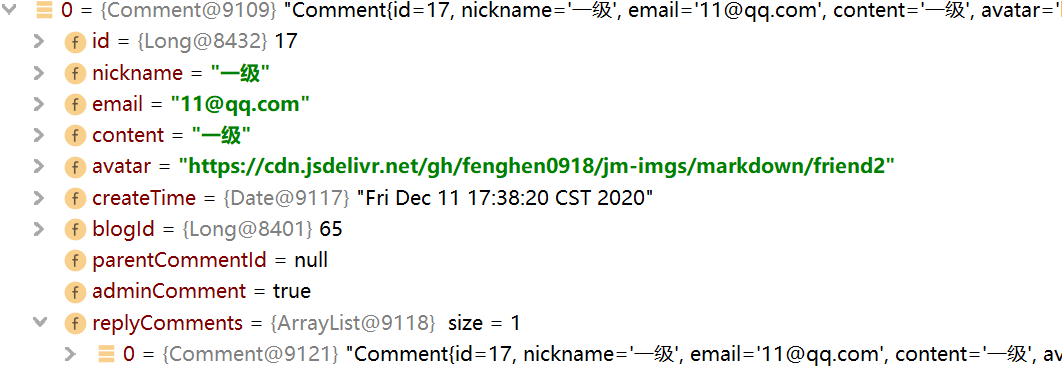 0 = {Comment@9109} "Comment{id=17, nickname='一级', email='11@qq.com', content='一级', avatar='
f id = {Long@8432} 17
f nickname = "一级"
f email = "11@qq.com"
f content = "一级"
f avatar = "https://cdn.jsdelivr.net/gh/fenghen0918/jm-imgs/markdown/friend2"
f createTime = {Date@9117} "Fri Dec 11 17:38:20 CST 2020"
f blogId = {Long@8401} 65
f parentCommentId = null
f adminComment = true
f replyComments = {ArrayList@9118} size = 1
0 = {Comment@9121} "Comment{id=17, nickname='一级', email='11@qq.com', content='一级', av